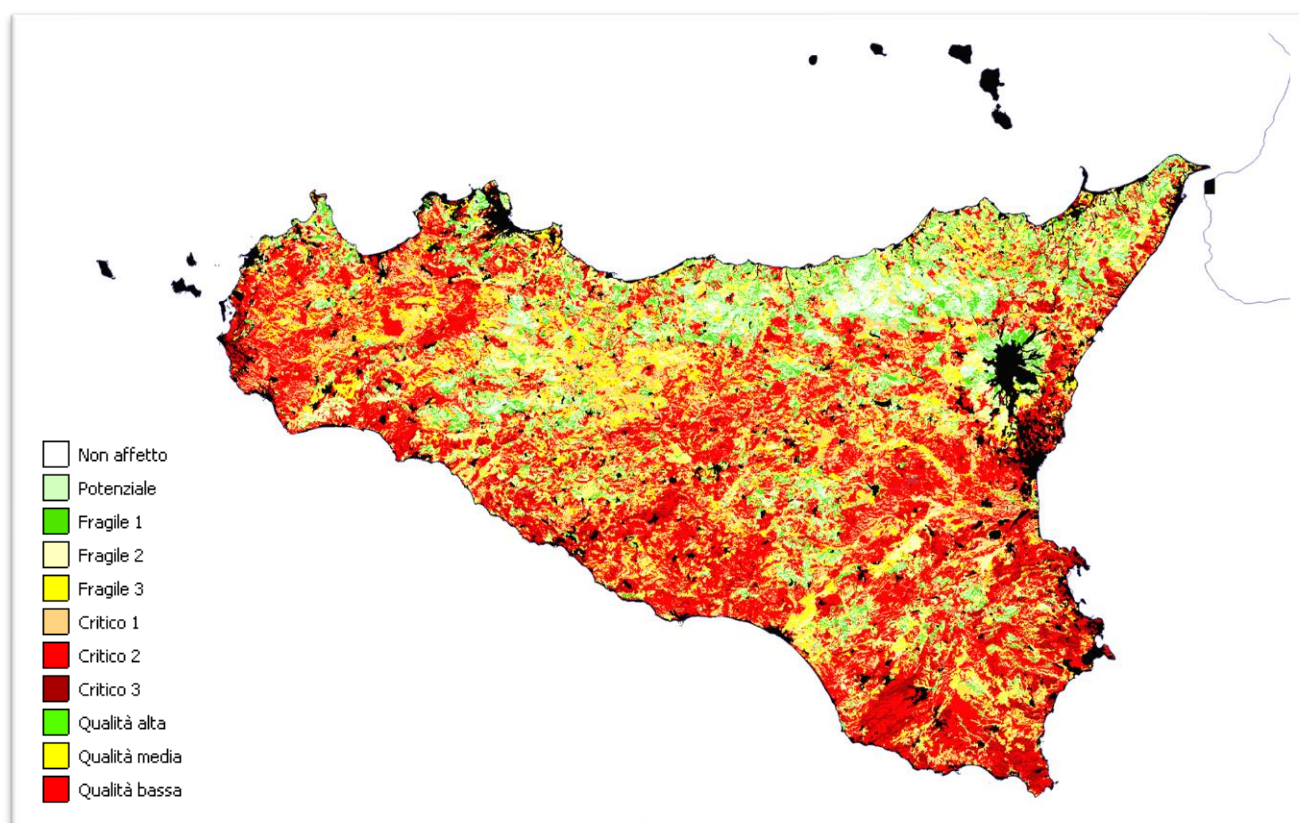 Non affetto
Potenziale
Fragile 1
Fragile 2
Fragile 3
Critico 1
Critico 2
Critico 3
Qualità alta
Qualità media
Qualità bassa